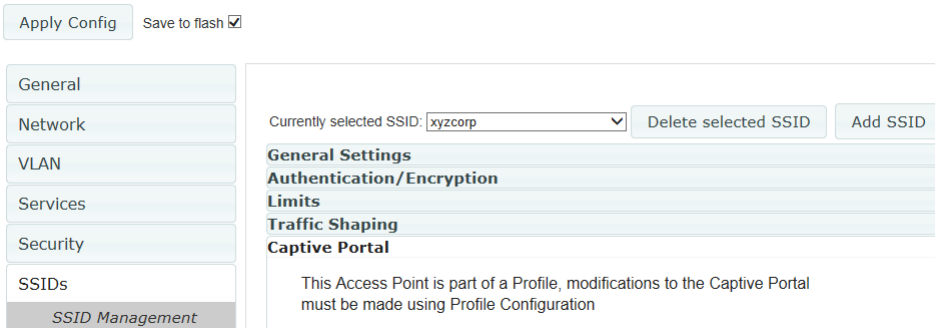 Apply Config Save to flash
General
Network
VLAN
Services
Security
SSIDs
SSID Management
Currently selected SSID: xyzcorp Delete selected SSID Add SSID
General Settings
Authentication/Encryption
Limits
Traffic Shaping
Captive Portal
This Access Point is part of a Profile, modifications to the Captive Portal
must be made using Profile Configuration